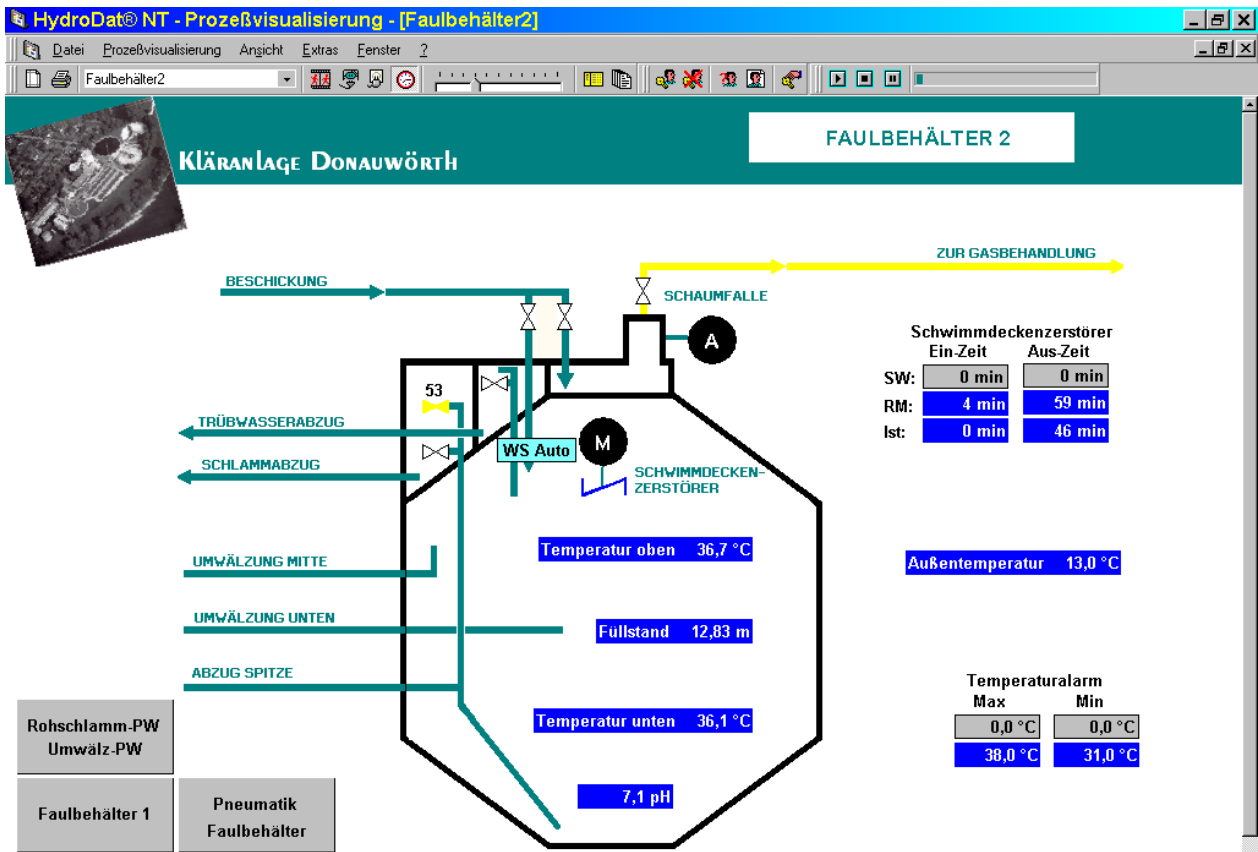 HydroDat® NT - Prozeßvisualisierung - [Faulbehälter2]
Datei Prozeßvisualisierung Ansicht Extras Fenster ?
Faulbehälter2
Kläranlage Donauwörth
FAULBEHÄLTER 2
ZUR GASBEHANDLUNG
BESCHICKUNG
SCHAUMFALLE
A
Schwimmdeckenzerstörer
Ein-Zeit Aus-Zeit
SW: 0 min 0 min
RM: 4 min 59 min
Ist: 0 min 46 min
53
TRÜBWASSERABZUG
WS Auto
M
SCHLAMMABZUG
SCHWIMMDECKEN-
ZERSTÖRER
Temperatur oben 36,7 °C
UMWÄLZUNG MITTE
Außentemperatur 13,0 °C
UMWÄLZUNG UNTEN
Füllstand 12,83 m
ABZUG SPITZE
Temperaturalarm
Max Min
0,0 °C 0,0 °C
38,0 °C 31,0 °C
Temperatur unten 36,1 °C
7,1 pH
Rohschlamm-PW
Umwälz-PW
Faulbehälter 1
Pneumatik
Faulbehälter